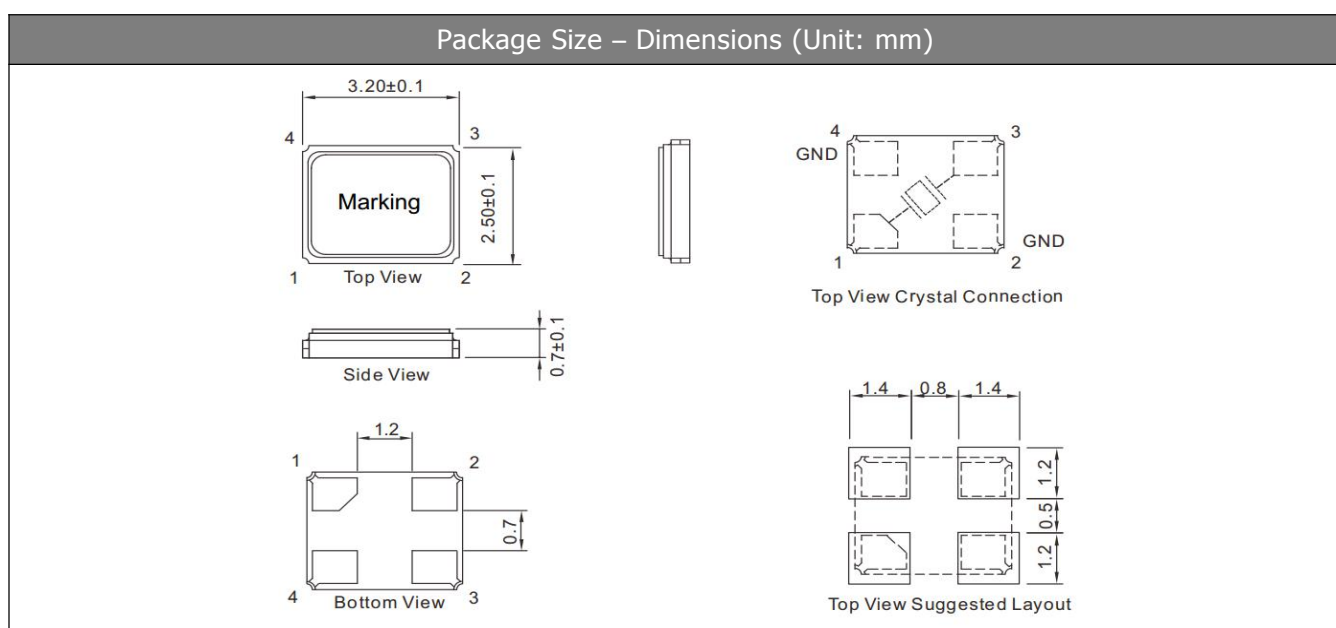 Package Size – Dimensions (Unit: mm)
3.20±0.1
4
3
Marking
2.50±0.1
1
Top View
2
4
3
GND
GND
1
2
Top View Crystal Connection
0.7±0.1
Side View
1.2
1
2
0.7
4
Bottom View
3
1.4
0.8
1.4
1.2
0.5
1.2
Top View Suggested Layout